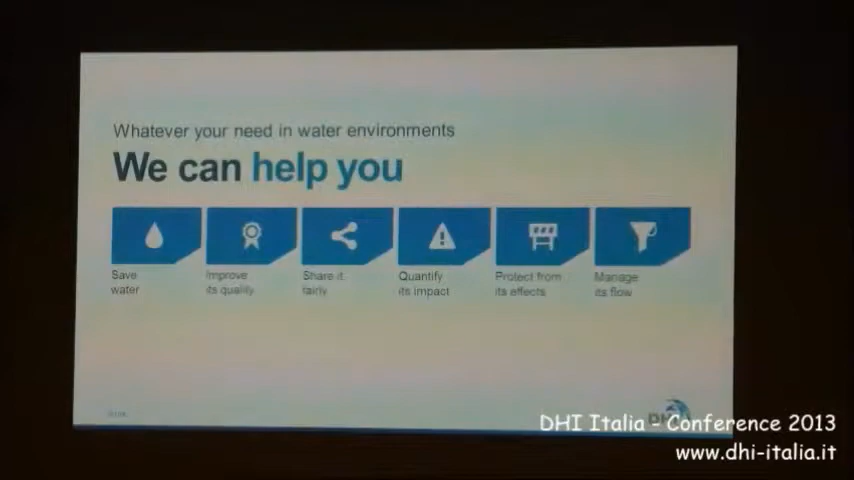 Whatever your need in water environments
We can help you
Save
water
Improve
its quality
Share it
fairly
Quantify
its impact
Protect from
its effects
Manage
its flow
DHI
DHI Italia - Conference 2013
www.dhi-italia.it